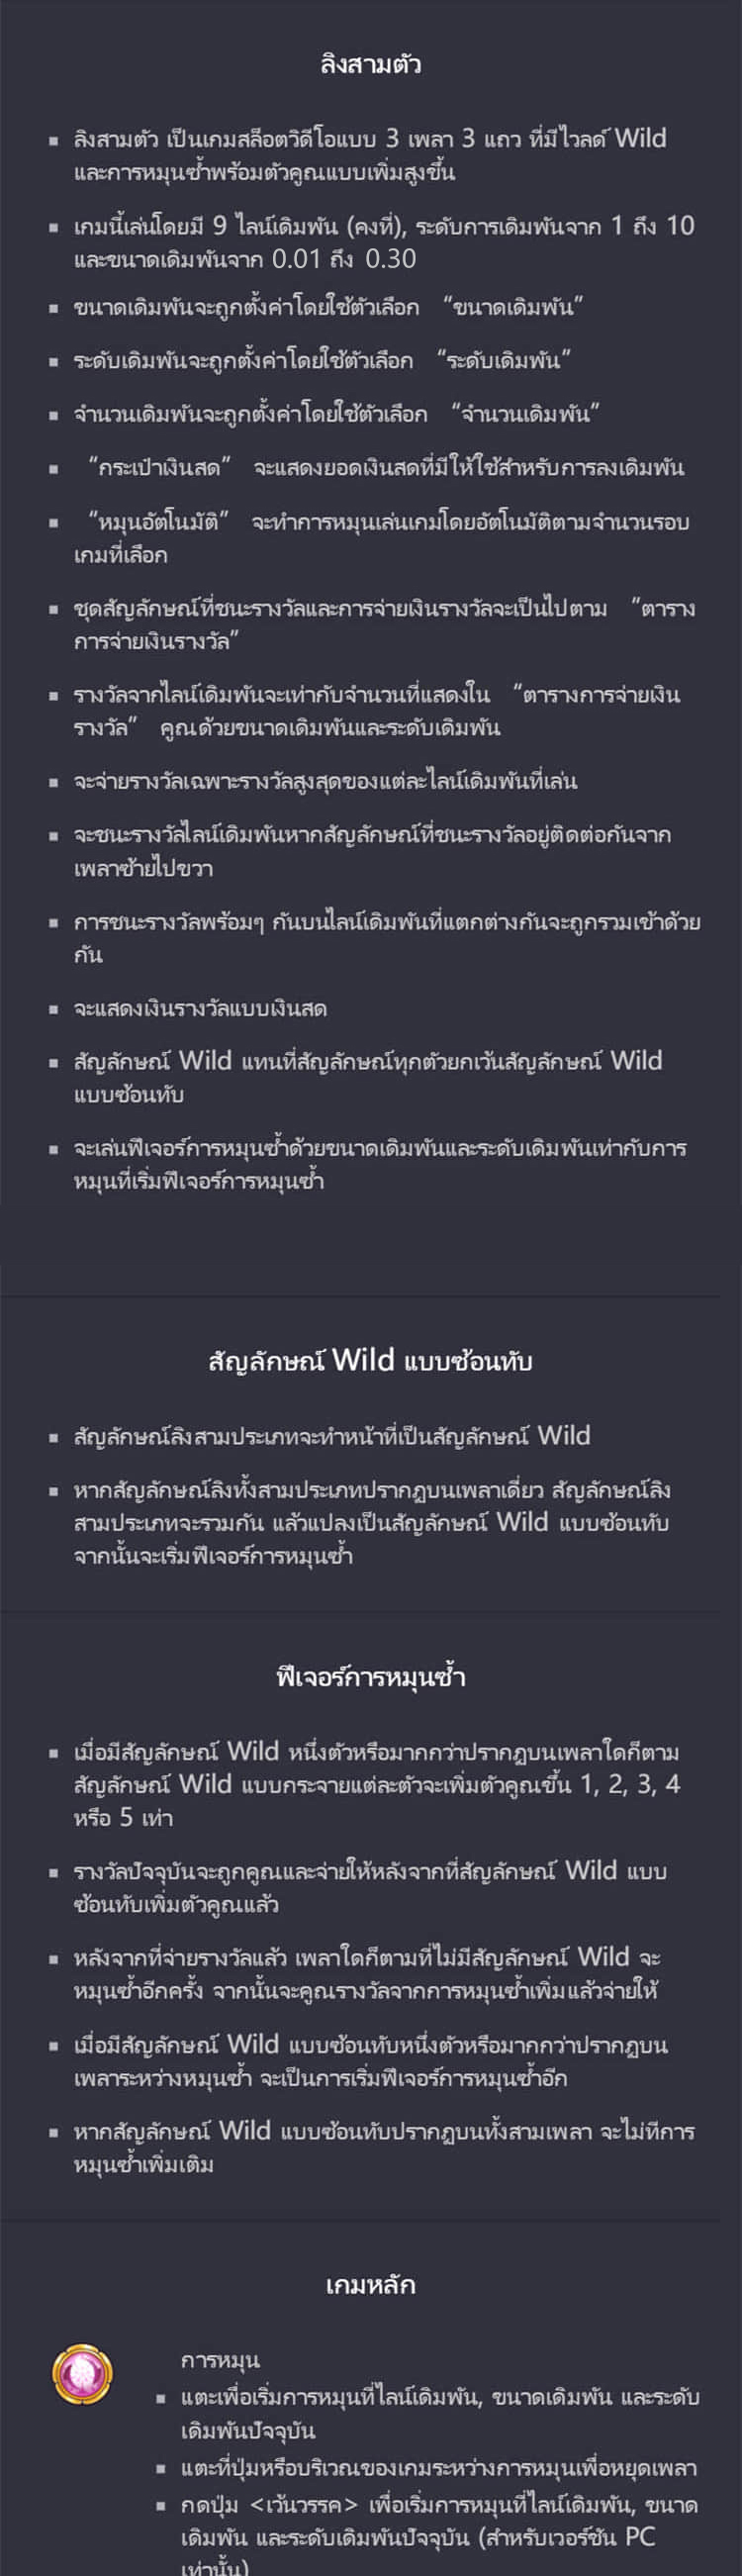 ลิงสามตัว
ลิงสามตัว เป็นเกมสล็อตวิดีโอแบบ 3 เพลา 3 แถว ที่มีไวลด์ Wild
และการหมุนซ้ำพร้อมตัวคูณแบบเพิ่มสูงขึ้น
เกมนี้เล่นโดยมี 9 ไลน์เดิมพัน (คงที่), ระดับการเดิมพันจาก 1 ถึง 10
และขนาดเดิมพันจาก 0.01 ถึง 0.30
ขนาดเดิมพันจะถูกตั้งค่าโดยใช้ตัวเลือก “ขนาดเดิมพัน”
ระดับเดิมพันจะถูกตั้งค่าโดยใช้ตัวเลือก “ระดับเดิมพัน”
จำนวนเดิมพันจะถูกตั้งค่าโดยใช้ตัวเลือก “จำนวนเดิมพัน”
“กระเป๋าเงินสด” จะแสดงยอดเงินสดที่มีให้ใช้สำหรับการลงเดิมพัน
“หมุนอัตโนมัติ” จะทำการหมุนเล่นเกมโดยอัตโนมัติตามจำนวนรอบ
เกมที่เลือก
ชุดสัญลักษณ์ที่ชนะรางวัลและการจ่ายเงินรางวัลจะเป็นไปตาม “ตาราง
การจ่ายเงินรางวัล”
รางวัลจากไลน์เดิมพันจะเท่ากับจำนวนที่แสดงใน “ตารางการจ่ายเงิน
รางวัล” คูณด้วยขนาดเดิมพันและระดับเดิมพัน
จะจ่ายรางวัลเฉพาะรางวัลสูงสุดของแต่ละไลน์เดิมพันที่เล่น
จะชนะรางวัลไลน์เดิมพันหากสัญลักษณ์ที่ชนะรางวัลอยู่ติดต่อกันจาก
เพลาซ้ายไปขวา
การชนะรางวัลพร้อมๆ กันบนไลน์เดิมพันที่แตกต่างกันจะถูกรวมเข้าด้วย
กัน
จะแสดงเงินรางวัลแบบเงินสด
สัญลักษณ์ Wild แทนที่สัญลักษณ์ทุกตัวยกเว้นสัญลักษณ์ Wild
แบบซ้อนทับ
จะเล่นฟีเจอร์การหมุนซ้ำด้วยขนาดเดิมพันและระดับเดิมพันเท่ากับการ
หมุนที่เริ่มฟีเจอร์การหมุนซ้ำ
สัญลักษณ์ Wild แบบซ้อนทับ
สัญลักษณ์ลิงสามประเภทจะทำหน้าที่เป็นสัญลักษณ์ Wild
หากสัญลักษณ์ลิงทั้งสามประเภทปรากฏบนเพลาเดี่ยว สัญลักษณ์ลิง
สามประเภทจะรวมกัน แล้วแปลงเป็นสัญลักษณ์ Wild แบบซ้อนทับ
จากนั้นจะเริ่มฟีเจอร์การหมุนซ้ำ
ฟีเจอร์การหมุนซ้ำ
เมื่อมีสัญลักษณ์ Wild หนึ่งตัวหรือมากกว่าปรากฏบนเพลาใดก็ตาม
สัญลักษณ์ Wild แบบกระจายแต่ละตัวจะเพิ่มตัวคูณขึ้น 1, 2, 3, 4
หรือ 5 เท่า
รางวัลปัจจุบันจะถูกคูณและจ่ายให้หลังจากที่สัญลักษณ์ Wild แบบ
ซ้อนทับเพิ่มตัวคูณแล้ว
หลังจากที่จ่ายรางวัลแล้ว เพลาใดก็ตามที่ไม่มีสัญลักษณ์ Wild จะ
หมุนซ้ำอีกครั้ง จากนั้นจะคูณรางวัลจากการหมุนซ้ำเพิ่มแล้วจ่ายให้
เมื่อมีสัญลักษณ์ Wild แบบซ้อนทับหนึ่งตัวหรือมากกว่าปรากฏบน
เพลาระหว่างหมุนซ้ำ จะเป็นการเริ่มฟีเจอร์การหมุนซ้ำอีก
หากสัญลักษณ์ Wild แบบซ้อนทับปรากฏบนทั้งสามเพลา จะไม่ทีการ
หมุนซ้ำเพิ่มเติม
เกมหลัก
การหมุน
แตะเพื่อเริ่มการหมุนที่ไลน์เดิมพัน, ขนาดเดิมพัน และระดับ
เดิมพันปัจจุบัน
แตะที่ปุ่มหรือบริเวณของเกมระหว่างการหมุนเพื่อหยุดเพลา
กดปุ่ม <เว้นวรรค> เพื่อเริ่มการหมุนที่ไลน์เดิมพัน, ขนาด
เดิมพัน และระดับเดิมพันปัจจุบัน (สำหรับเวอร์ชัน PC
เท่านั้น)